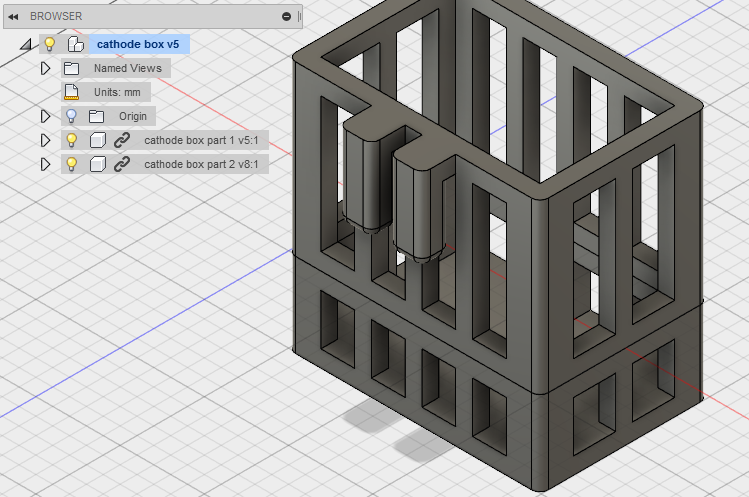 BROWSER
cathode box v5
Named Views
Units: mm
Origin
cathode box part 1 v5:1
cathode box part 2 v8:1